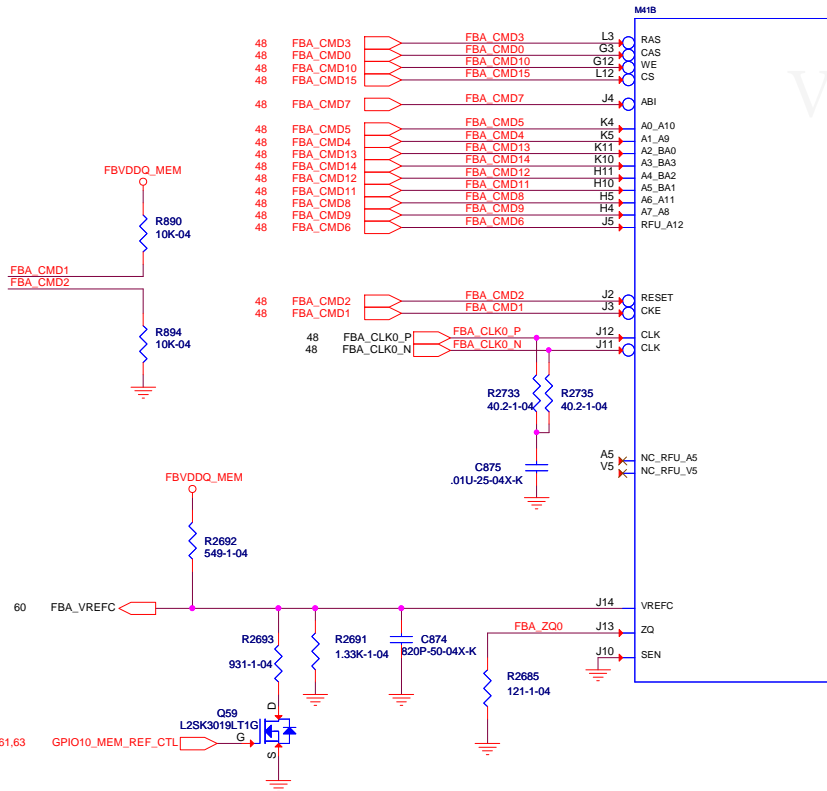 M41B
48 FBA_CMD3 FBA_CMD3 L3 RAS
48 FBA_CMD0 FBA_CMD0 G3 CAS
48 FBA_CMD10 FBA_CMD10 G12 WE
48 FBA_CMD15 FBA_CMD15 L12 CS
48 FBA_CMD7 FBA_CMD7 J4 ABI
48 FBA_CMD5 FBA_CMD5 K4 A0_A10
48 FBA_CMD4 FBA_CMD4 K5 A1_A9
48 FBA_CMD13 FBA_CMD13 K11 A2_BA0
48 FBA_CMD14 FBA_CMD14 K10 A3_BA3
48 FBA_CMD12 FBA_CMD12 H11 A4_BA2
48 FBA_CMD11 FBA_CMD11 H10 A5_BA1
48 FBA_CMD8 FBA_CMD8 H5 A6_A11
48 FBA_CMD9 FBA_CMD9 H4 A7_A8
48 FBA_CMD6 FBA_CMD6 J5 RFU_A12
FBVDDQ_MEM
R890
10K-04
FBA_CMD1
FBA_CMD2
R894
10K-04
48 FBA_CMD2 FBA_CMD2 J2 RESET
48 FBA_CMD1 FBA_CMD1 J3 CKE
48 FBA_CLK0_P FBA_CLK0_P J12 CLK
48 FBA_CLK0_N FBA_CLK0_N J11 CLK
R2733
40.2-1-04
R2735
40.2-1-04
C875
.01U-25-04X-K
A5 NC_RFU_A5
V5 NC_RFU_V5
FBVDDQ_MEM
R2692
549-1-04
60 FBA_VREFC J14 VREFC
FBA_ZQ0 J13 ZQ
J10 SEN
R2693
931-1-04
R2691
1.33K-1-04
C874
820P-50-04X-K
R2685
121-1-04
Q59
L2SK3019LT1G
D
G
S
61,63 GPIO10_MEM_REF_CTL
V